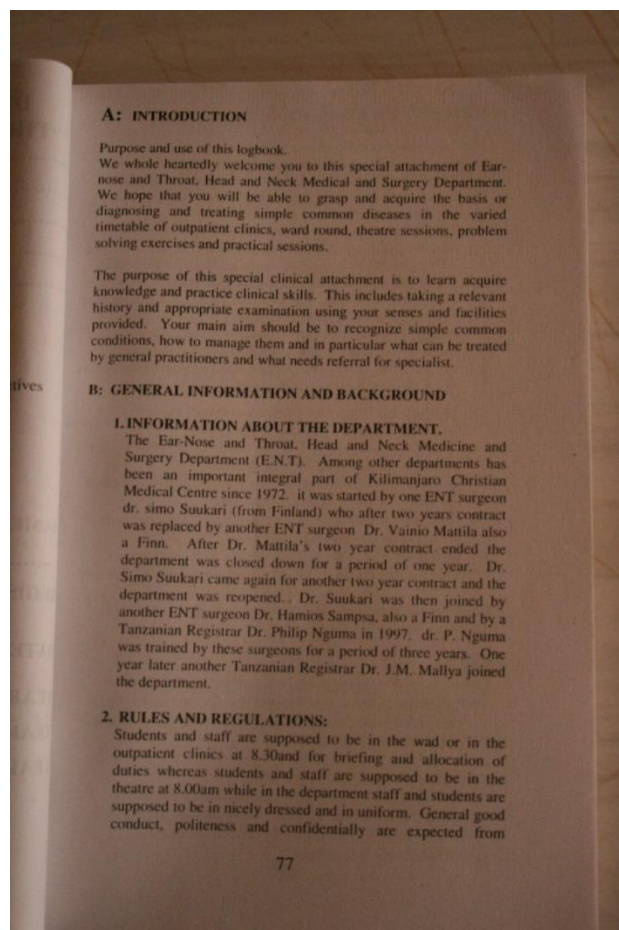 A: INTRODUCTION
Purpose and use of this logbook.
We whole heartedly welcome you to this special attachment of Ear-
nose and Throat, Head and Neck Medical and Surgery Department.
We hope that you will be able to grasp and acquire the basis or
diagnosing and treating simple common diseases in the varied
timetable of outpatient clinics, ward round, theatre sessions, problem
solving exercises and practical sessions.
The purpose of this special clinical attachment is to learn acquire
knowledge and practice clinical skills. This includes taking a relevant
history and appropriate examination using your senses and facilities
provided. Your main aim should be to recognize simple common
conditions, how to manage them and in particular what can be treated
by general practitioners and what needs referral for specialist.
tives
B: GENERAL INFORMATION AND BACKGROUND
1. INFORMATION ABOUT THE DEPARTMENT.
The Ear-Nose and Throat, Head and Neck Medicine and
Surgery Department (E.N.T). Among other departments has
been an important integral part of Kilimanjaro Christian
Medical Centre since 1972. it was started by one ENT surgeon
dr. simo Suukari (from Finland) who after two years contract
was replaced by another ENT surgeon Dr. Vainio Mattila also
a Finn. After Dr. Mattila's two year contract ended the
department was closed down for a period of one year. Dr.
Simo Suukari came again for another two year contract and the
department was reopened.. Dr. Suukari was then joined by
another ENT surgeon Dr. Hamios Sampsa, also a Finn and by a
Tanzanian Registrar Dr. Philip Nguma in 1997. dr. P. Nguma
was trained by these surgeons for a period of three years. One
year later another Tanzanian Registrar Dr. J.M. Mallya joined
the department.
2. RULES AND REGULATIONS:
Students and staff are supposed to be in the wad or in the
outpatient clinics at 8.30and for briefing and allocation of
duties whereas students and staff are supposed to be in the
theatre at 8.00am while in the department staff and students are
supposed to be in nicely dressed and in uniform. General good
conduct, politeness and confidentially are expected from
77